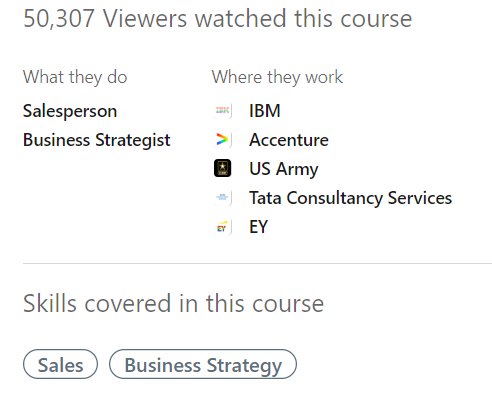 50,307 Viewers watched this course
What they do
Where they work
Salesperson
IBM
Business Strategist
Accenture
US Army
Tata Consultancy Services
EY
Skills covered in this course
Sales
Business Strategy